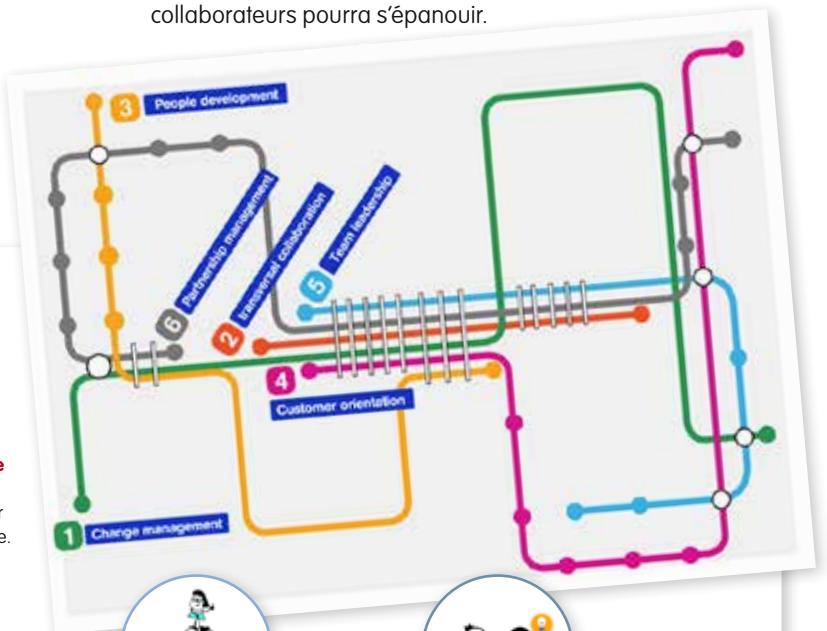 collaborateurs pourra s’épanouir.
3 People development
6 Partnership management
2 transversal collaboration
5 Team leadership
4 Customer orientation
1 Change management
e
r
e.